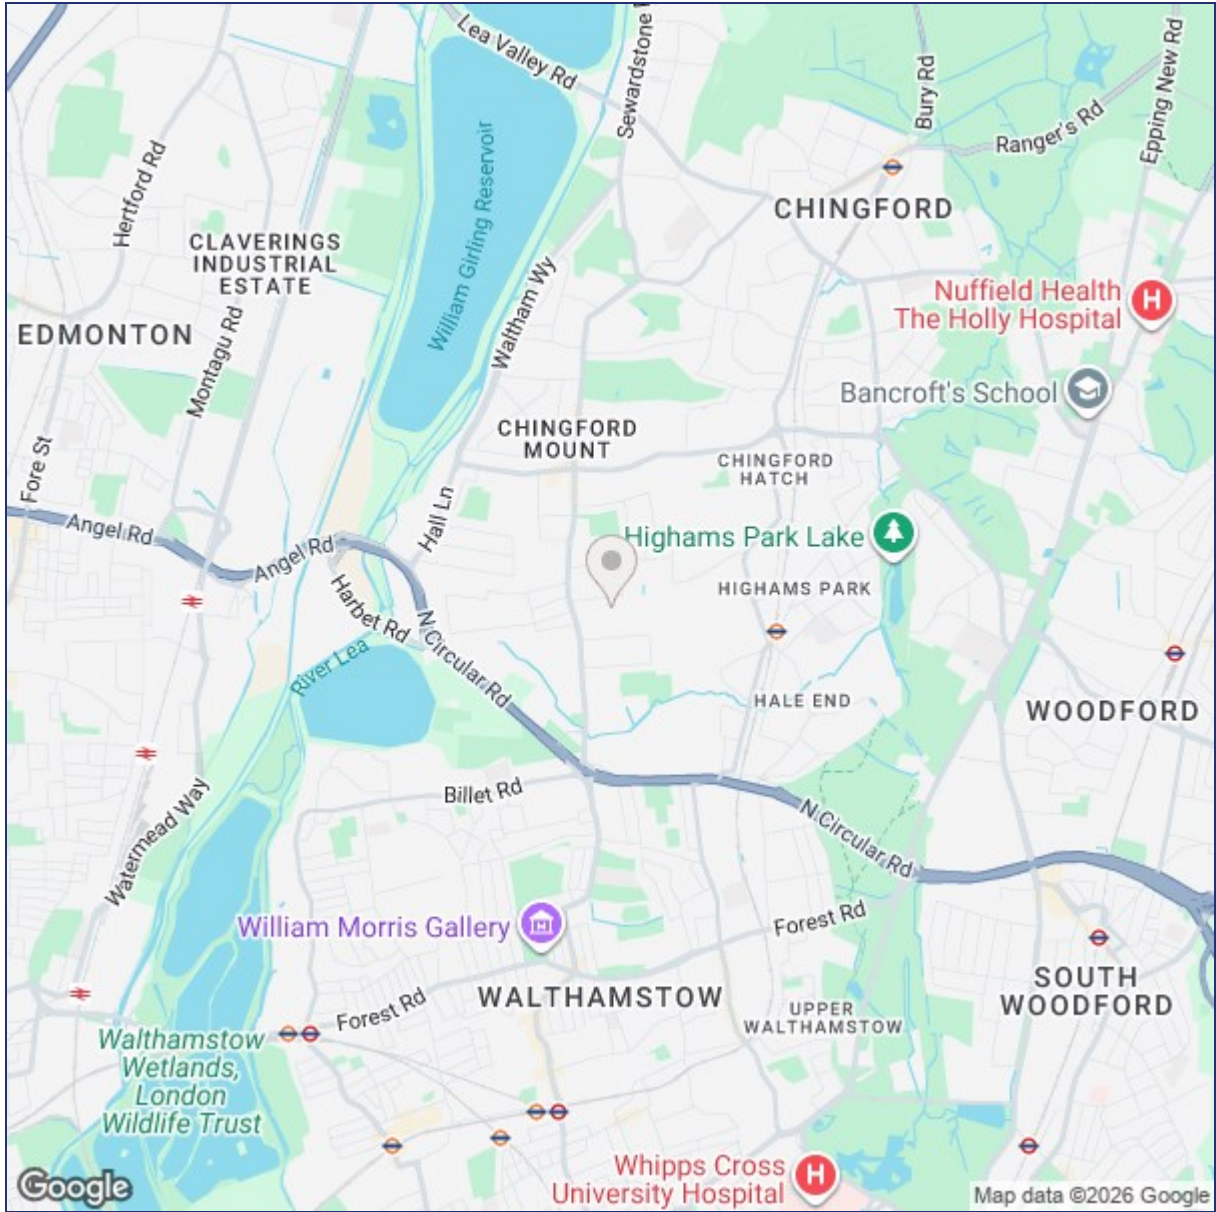 Lea Valley Rd
Sewardstone
Bury Rd
Ranger's Rd
Epping New Rd
Hertford Rd
William Girling Reservoir
CHINGFORD
CLAVERINGS
INDUSTRIAL
ESTATE
Waltham Wy
Nuffield Health
The Holly Hospital
EDMONTON
Montagu Rd
Bancroft's School
CHINGFORD
MOUNT
CHINGFORD
HATCH
Fore St
Hall Ln
Angel Rd
Angel Rd
Highams Park Lake
HIGHAMS PARK
Harbet Rd
N Circular Rd
River Lea
HALE END
WOODFORD
Billet Rd
Watermead Way
N Circular Rd
William Morris Gallery
Forest Rd
SOUTH
WOODFORD
WALTHAMSTOW
Forest Rd
UPPER
WALTHAMSTOW
Walthamstow
Wetlands,
London
Wildlife Trust
Whipps Cross
University Hospital
Google
Map data ©2026 Google